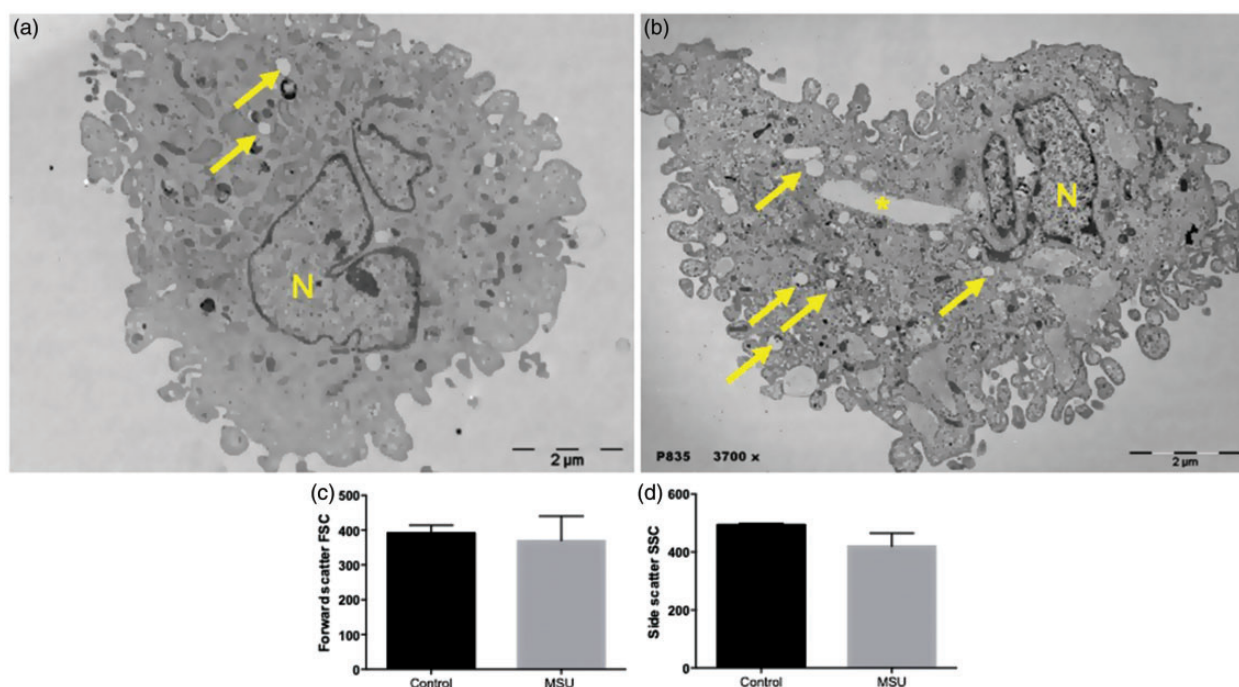 (a)
N
2 µm
(b)
*
N
P835 3700 x
2 µm
(c)
Forward scatter FSC
500
400
300
200
100
0
Control
MSU
(d)
Side scatter SSC
600
400
200
0
Control
MSU